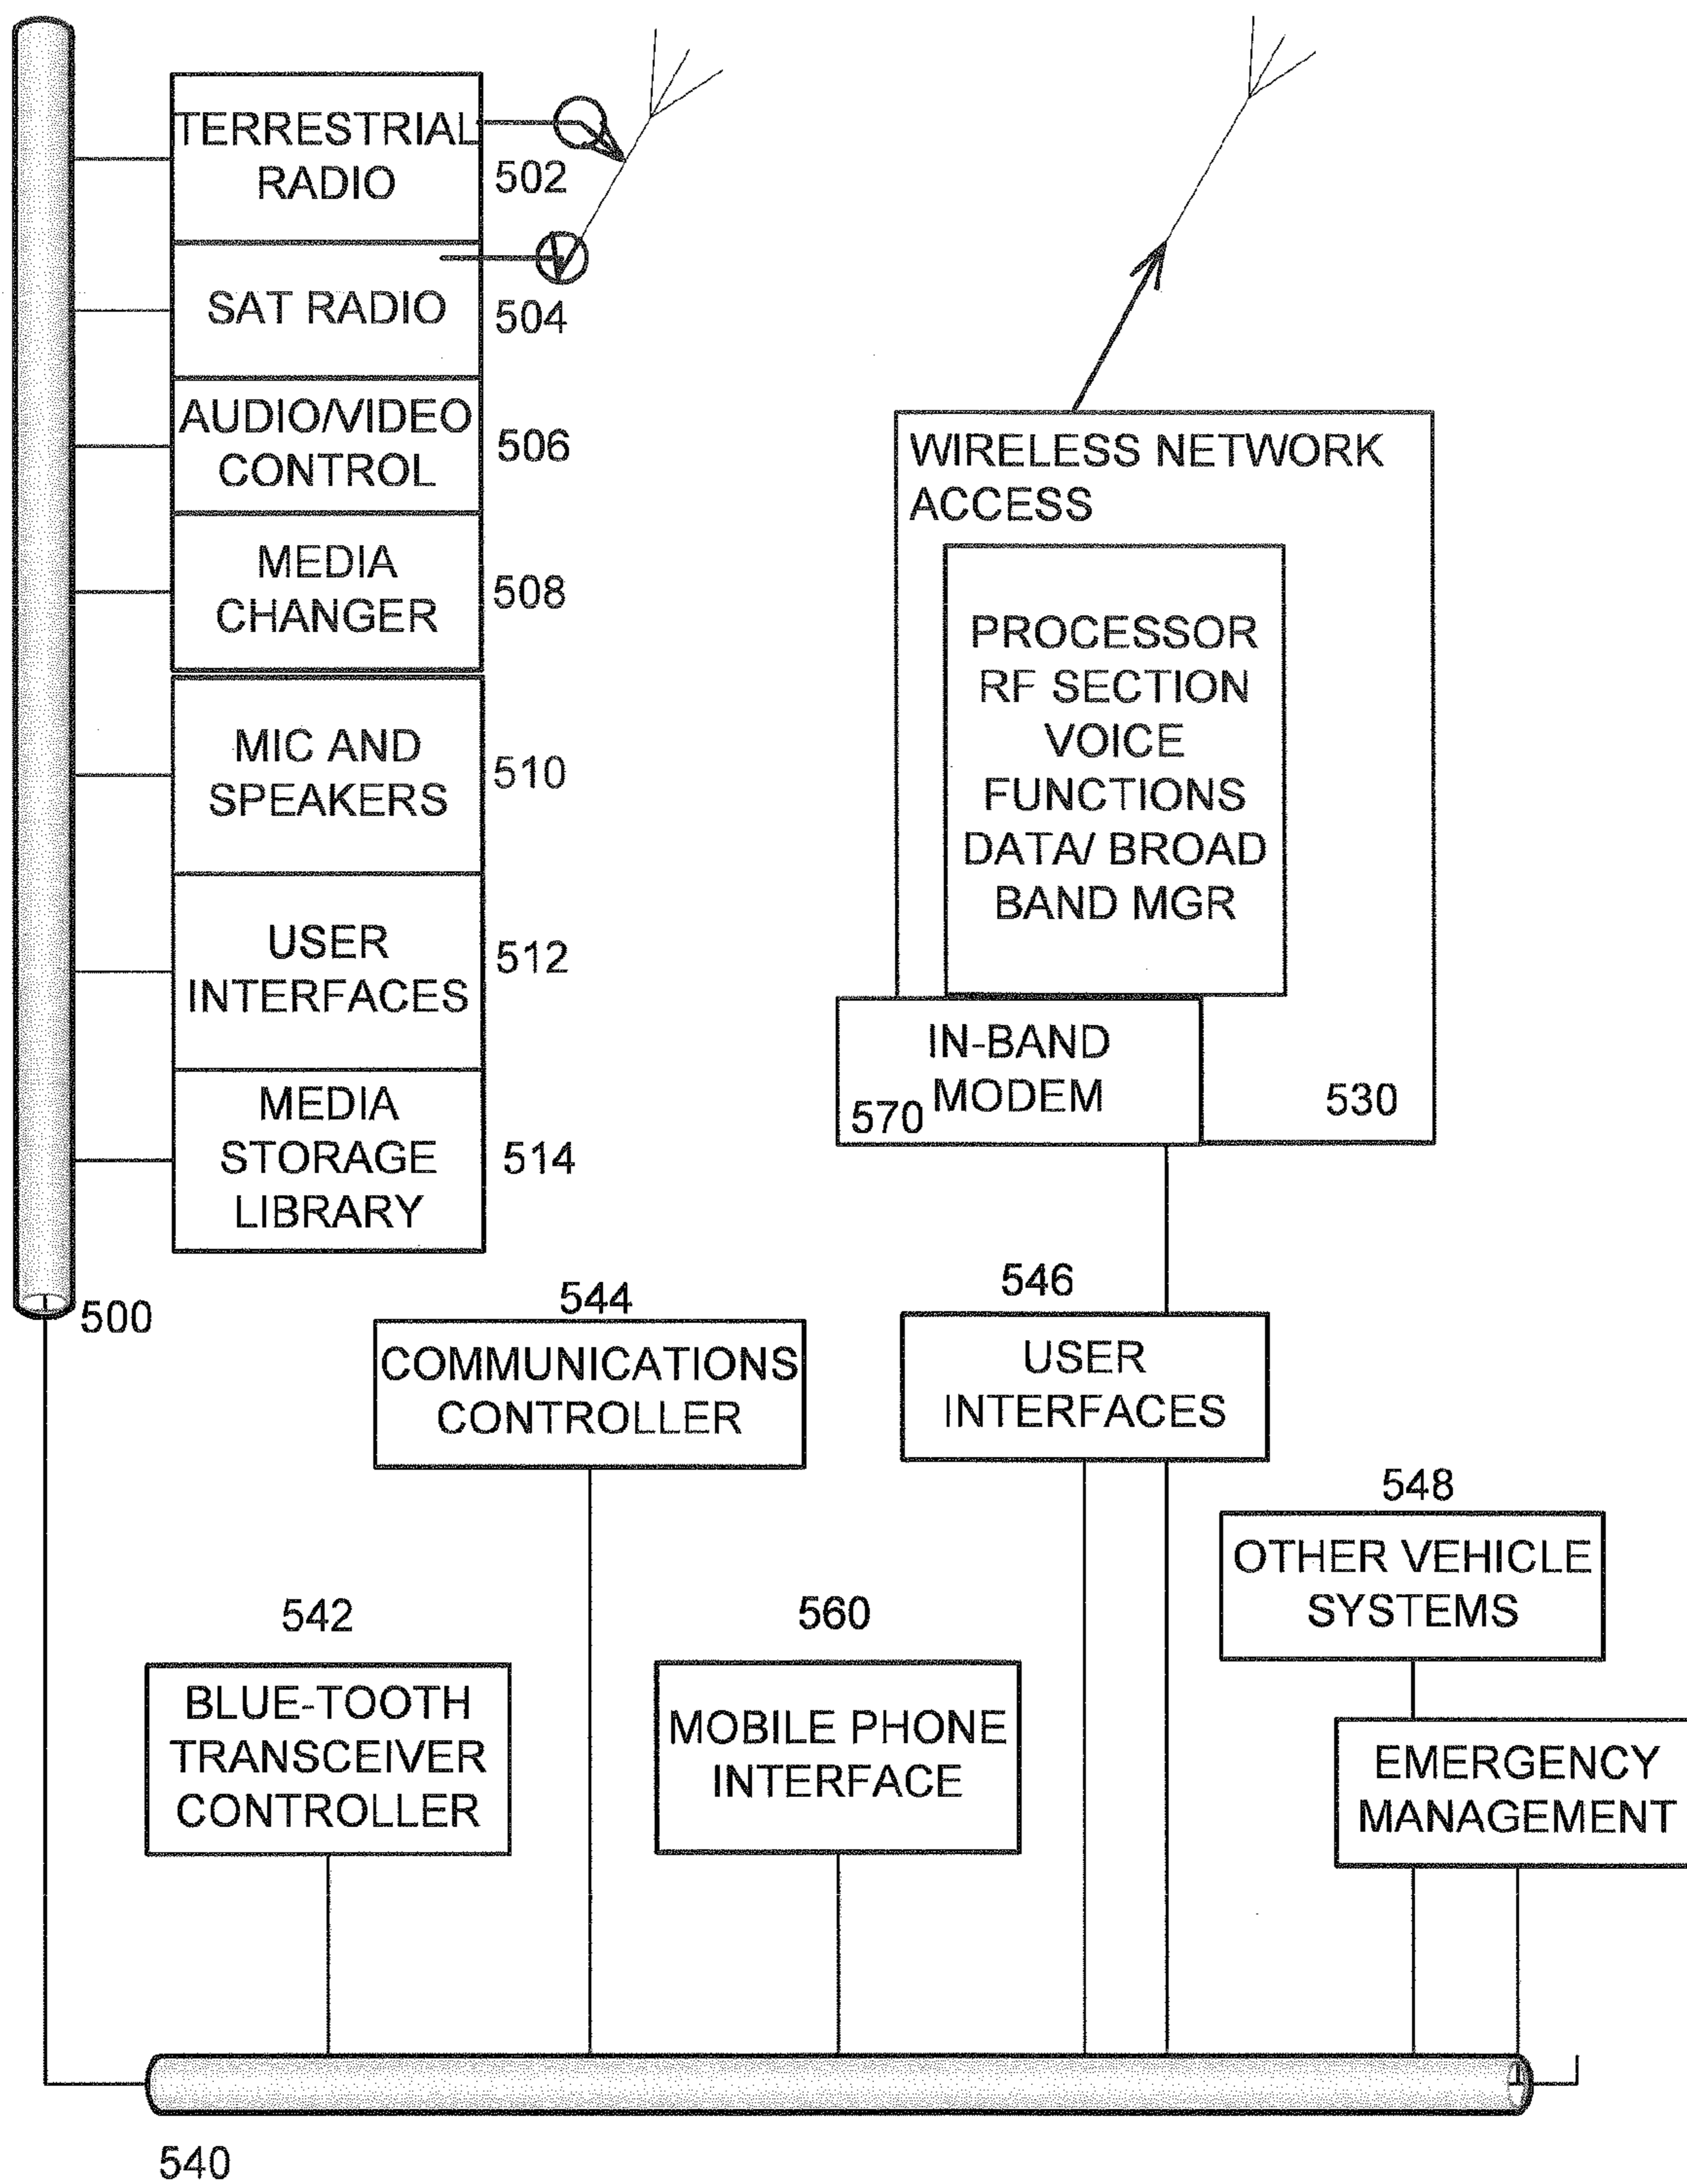 TERRESTRIAL
RADIO
502
SAT RADIO
504
AUDIO/VIDEO
CONTROL
506
MEDIA
CHANGER
508
MIC AND
SPEAKERS
510
USER
INTERFACES
512
MEDIA
STORAGE
LIBRARY
514
500
WIRELESS NETWORK
ACCESS
PROCESSOR
RF SECTION
VOICE
FUNCTIONS
DATA/ BROAD
BAND MGR
IN-BAND
MODEM
570
530
544
COMMUNICATIONS
CONTROLLER
546
USER
INTERFACES
548
OTHER VEHICLE
SYSTEMS
542
BLUE-TOOTH
TRANSCEIVER
CONTROLLER
560
MOBILE PHONE
INTERFACE
EMERGENCY
MANAGEMENT
540